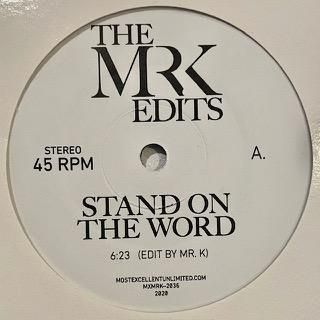 THE
MRK
EDITS
STEREO
45 RPM
A.
STAND ON
THE WORD
6:23 (EDIT BY MR. K)
MOSTEXCELLENTUNLIMITED.COM
MXMRK-2036
2020